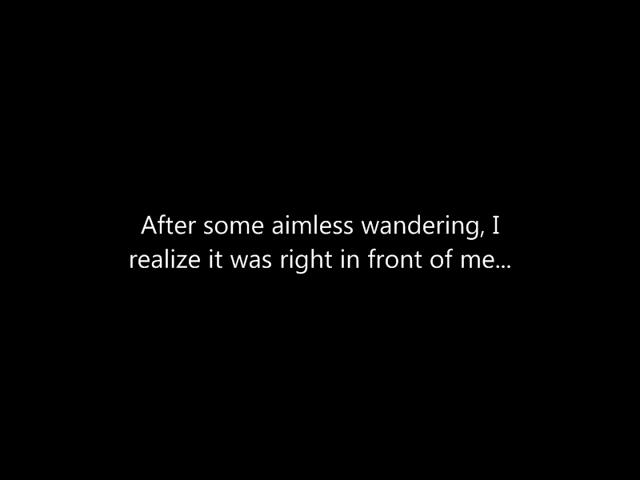 After some aimless wandering, I
realize it was right in front of me...